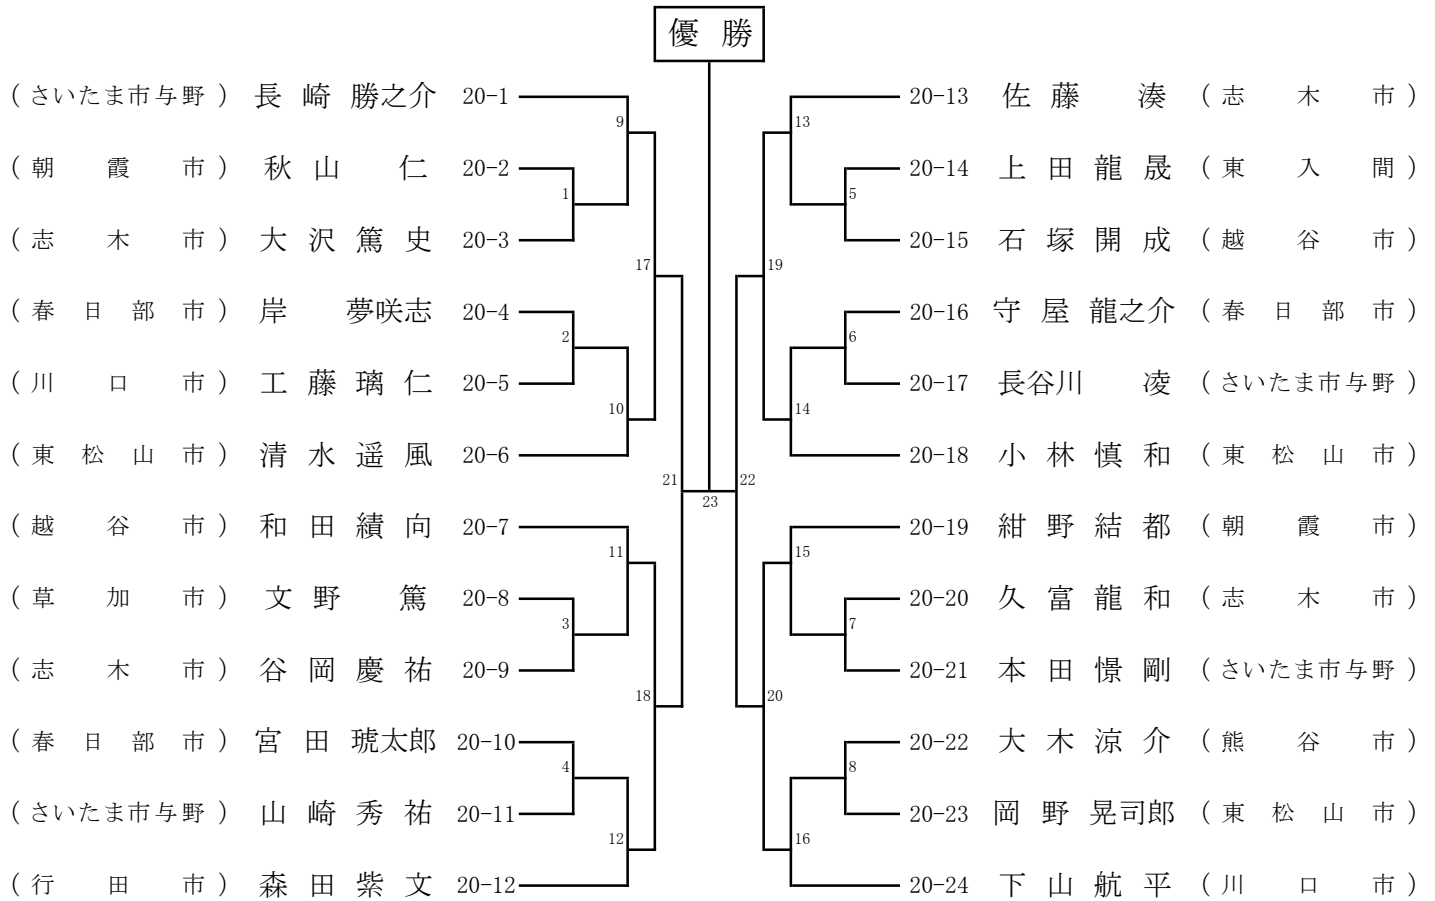 優勝
(さいたま市与野) 長崎勝之介 20-1
9
(朝霞市) 秋山仁 20-2
1
(志木市) 大沢篤史 20-3
17
(春日部市) 岸夢咲志 20-4
2
(川口市) 工藤璃仁 20-5
10
(東松山市) 清水遥風 20-6
21
(越谷市) 和田績向 20-7
11
(草加市) 文野篤 20-8
3
(志木市) 谷岡慶祐 20-9
18
(春日部市) 宮田琥太郎 20-10
4
(さいたま市与野) 山崎秀祐 20-11
12
(行田市) 森田紫文 20-12
23
20-13 佐藤湊 (志木市)
13
20-14 上田龍晟 (東入間)
5
20-15 石塚開成 (越谷市)
19
20-16 守屋龍之介 (春日部市)
6
20-17 長谷川凌 (さいたま市与野)
14
20-18 小林慎和 (東松山市)
22
20-19 紺野結都 (朝霞市)
15
20-20 久富龍和 (志木市)
7
20-21 本田憬剛 (さいたま市与野)
20
20-22 大木涼介 (熊谷市)
8
20-23 岡野晃司郎 (東松山市)
16
20-24 下山航平 (川口市)